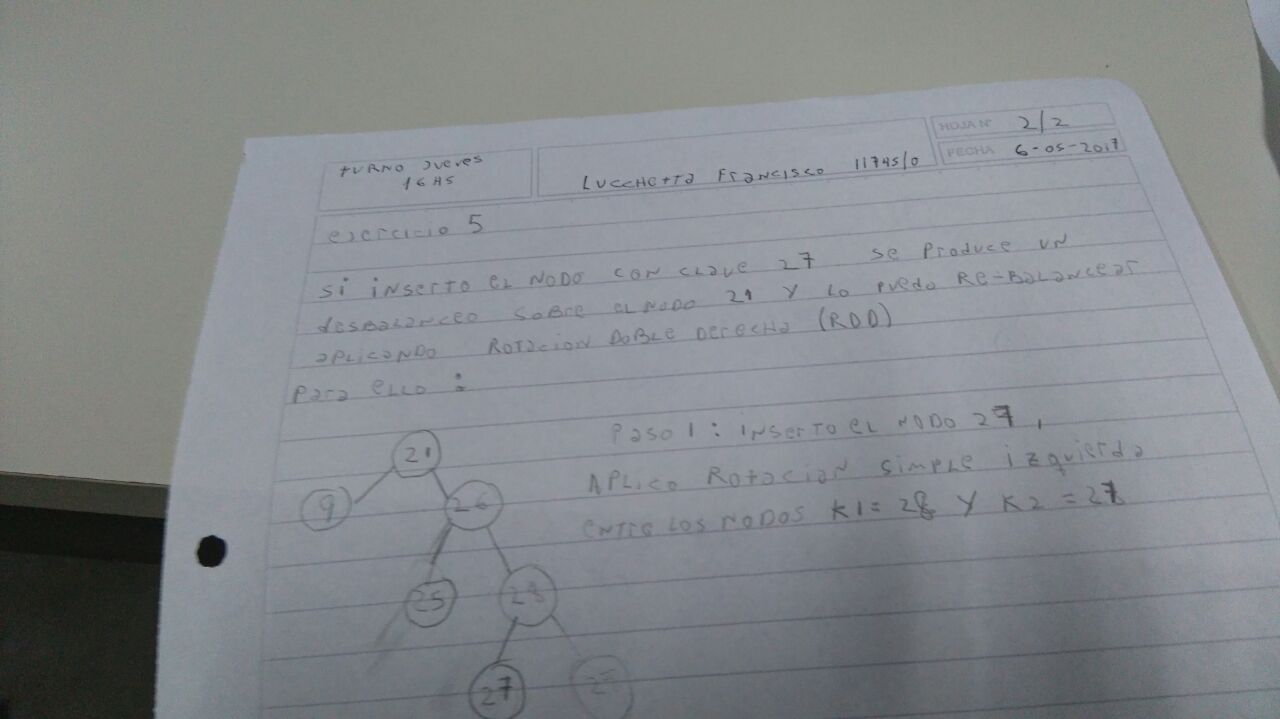 TURNO JUEVES
16 HS
LUCCHETTA FRANCISCO 11745/0
HOJA Nº 2/2
FECHA 6-05-2017
ejercicio 5
si inserto el NODO CON CLAVE 27 se PRODUCE UN
desbalanceo SOBRE el NODO 21 Y LO PUEDO RE-BALANCEAR
APLICANDO ROTACION DOBLE DERECHA (RDD)
para ello :
Paso 1 : INSERTO EL NODO 27,
APLICO ROTACION SIMPLE izquierda
ENTRE LOS NODOS K1= 28 Y K2 = 27
21
9
26
25
28
27